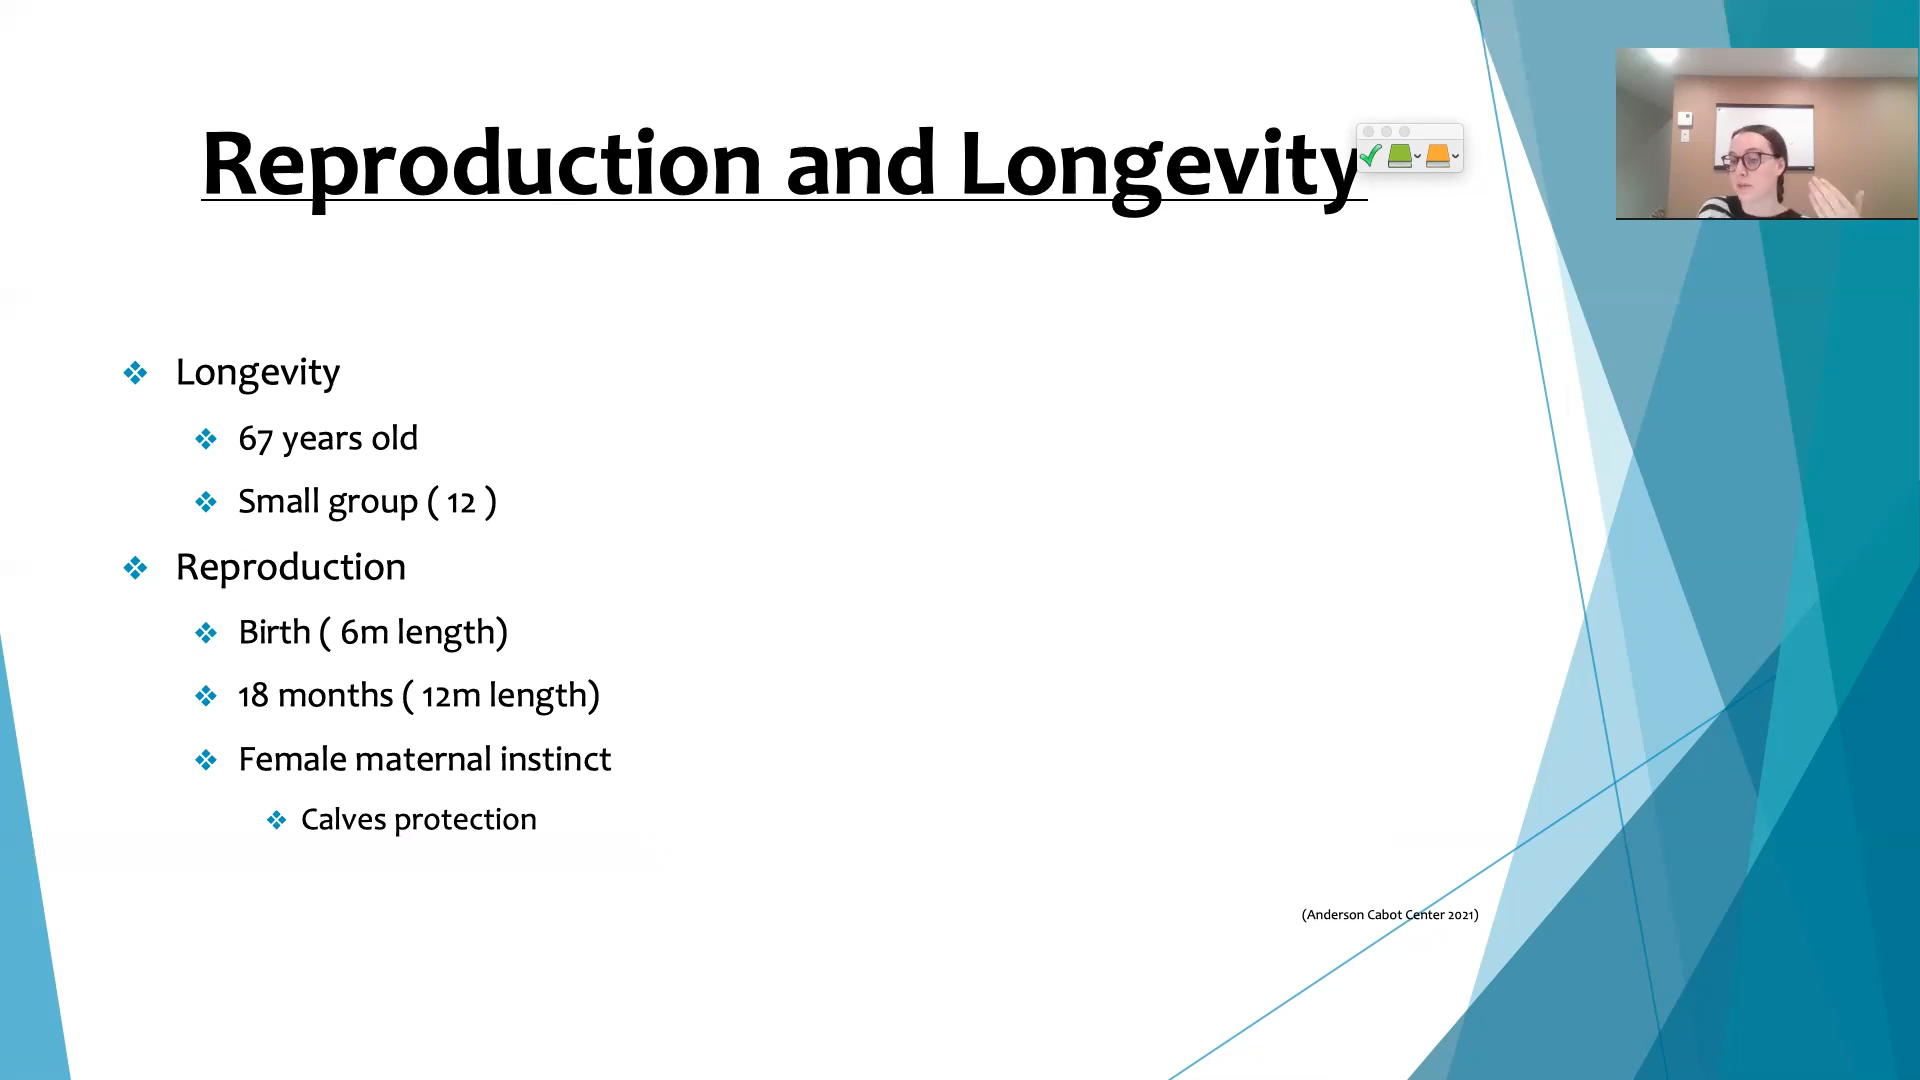 Reproduction and Longevity
Longevity
67 years old
Small group ( 12 )
Reproduction
Birth ( 6m length)
18 months ( 12m length)
Female maternal instinct
Calves protection
(Anderson Cabot Center 2021)